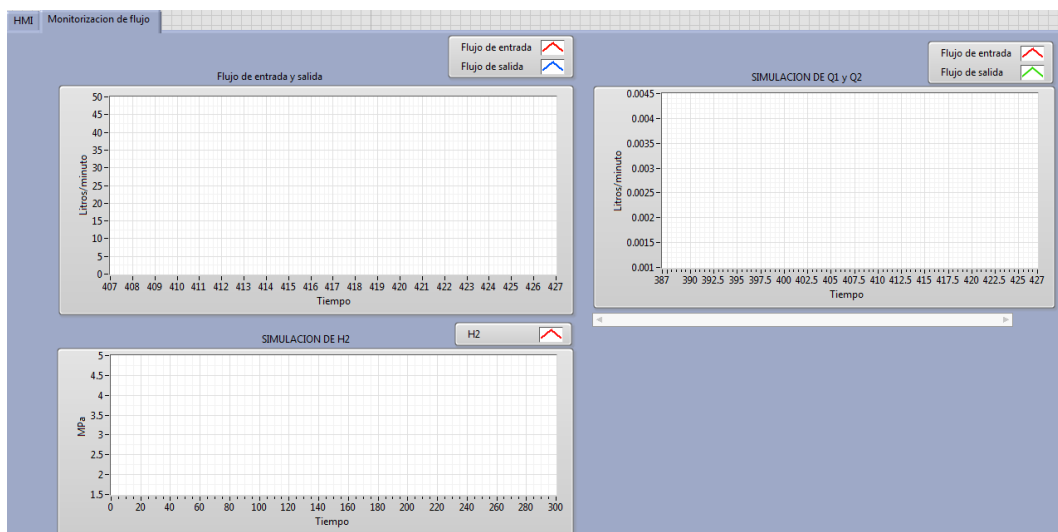 HMI
Monitorizacion de flujo
Flujo de entrada
Flujo de salida
Flujo de entrada y salida
50
45
40
35
30
25
20
15
10
5
0
Litros/minuto
407 408 409 410 411 412 413 414 415 416 417 418 419 420 421 422 423 424 425 426 427
Tiempo
Flujo de entrada
Flujo de salida
SIMULACION DE Q1 y Q2
0.0045
0.004
0.0035
0.003
0.0025
0.002
0.0015
0.001
Litros/minuto
387 390 392.5 395 397.5 400 402.5 405 407.5 410 412.5 415 417.5 420 422.5 425 427
Tiempo
H2
SIMULACION DE H2
5
4.5
4
3.5
3
2.5
2
1.5
MPa
0 20 40 60 80 100 120 140 160 180 200 220 240 260 280 300
Tiempo